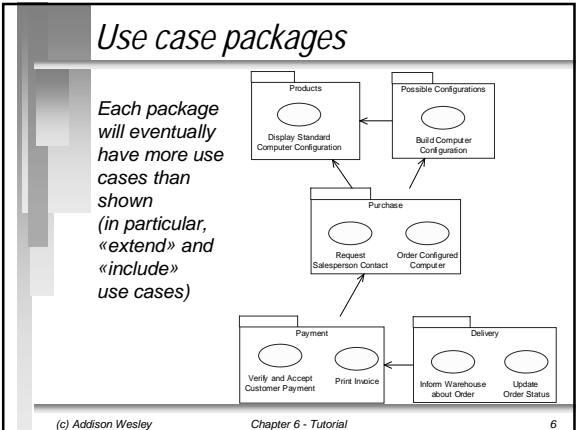 Use case packages
Each package
will eventually
have more use
cases than
shown
(in particular,
«extend» and
«include»
use cases)
Products
Display Standard
Computer Configuration
Possible Configurations
Build Computer
Configuration
Purchase
Request
Salesperson Contact
Order Configured
Computer
Payment
Verify and Accept
Customer Payment
Print Invoice
Delivery
Inform Warehouse
about Order
Update
Order Status
(c) Addison Wesley
Chapter 6 - Tutorial
6